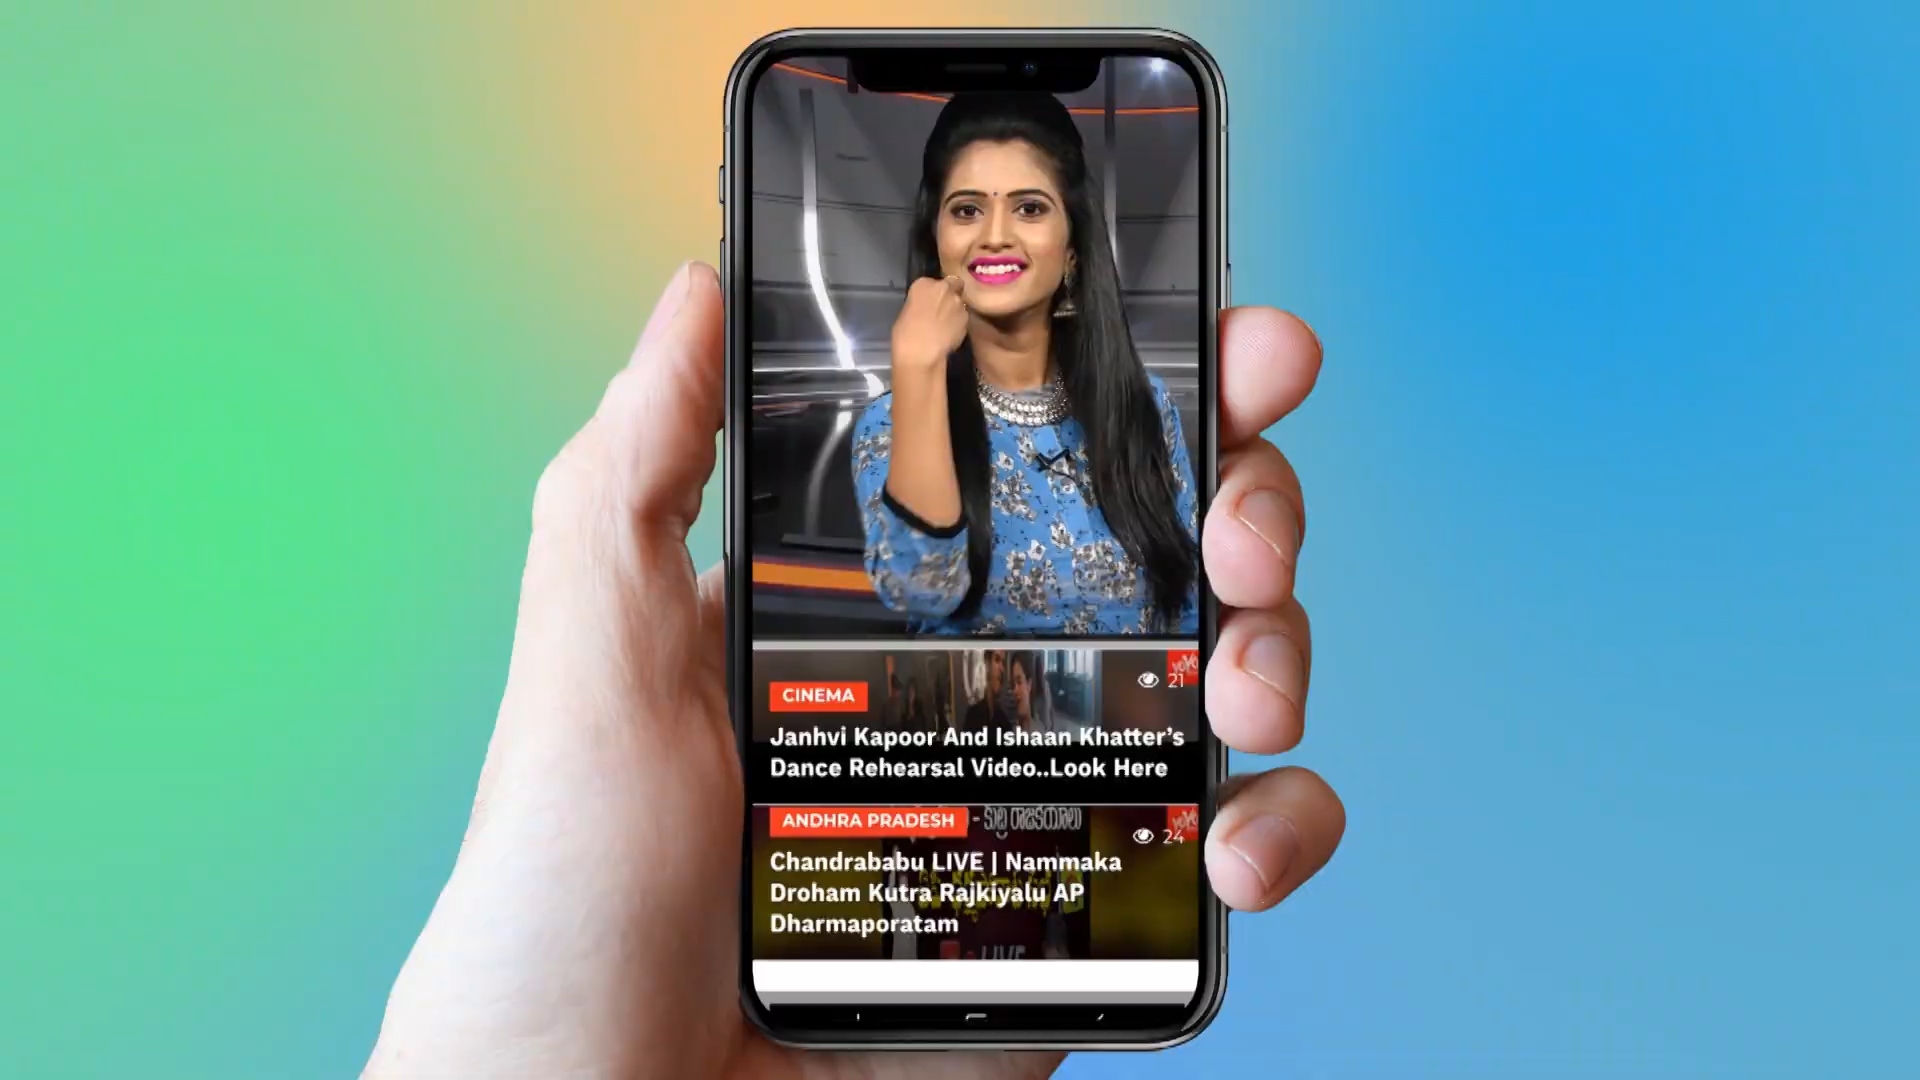 21
CINEMA
Janhvi Kapoor And Ishaan Khatter's
Dance Rehearsal Video..Look Here
ANDHRA PRADESH
24
Chandrababu LIVE | Nammaka
Droham Kutra Rajkiyalu AP
Dharmaporatam